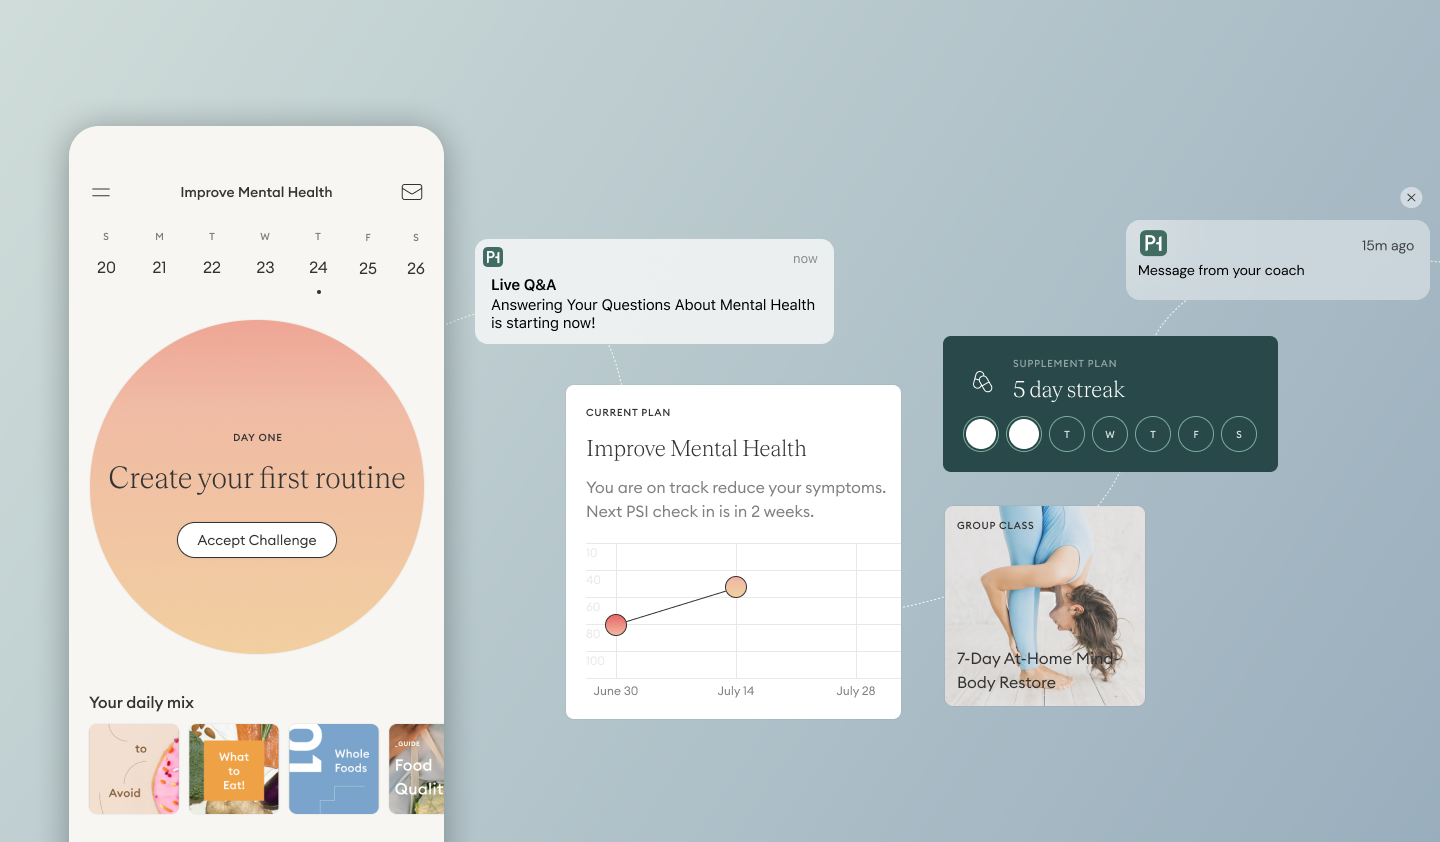 Improve Mental Health
S M T W T F S
20 21 22 23 24 25 26
DAY ONE
Create your first routine
Accept Challenge
Your daily mix
to
Avoid
What
to
Eat!
01
Whole
Foods
_GUIDE
Food
Qualit
PH
now
Live Q&A
Answering Your Questions About Mental Health
is starting now!
CURRENT PLAN
Improve Mental Health
You are on track reduce your symptoms.
Next PSI check in is in 2 weeks.
10
40
60
80
100
June 30 July 14 July 28
PH
15m ago
Message from your coach
SUPPLEMENT PLAN
5 day streak
T W T F S
GROUP CLASS
7-Day At-Home Mind-
Body Restore